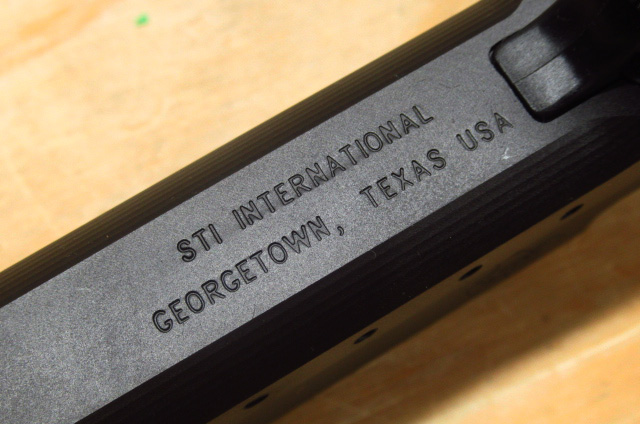 STI INTERNATIONAL
GEORGETOWN, TEXAS USA